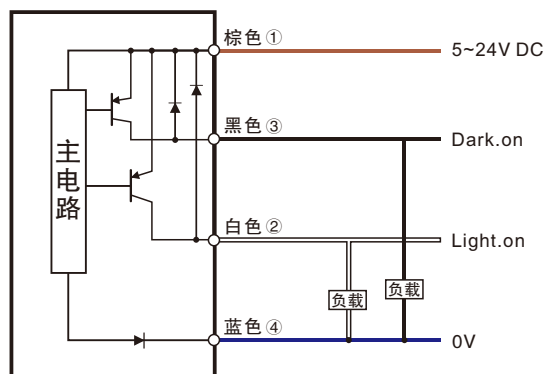 棕色①
5~24V DC
黑色③
Dark.on
主电路
白色②
Light.on
负载
负载
蓝色④
0V